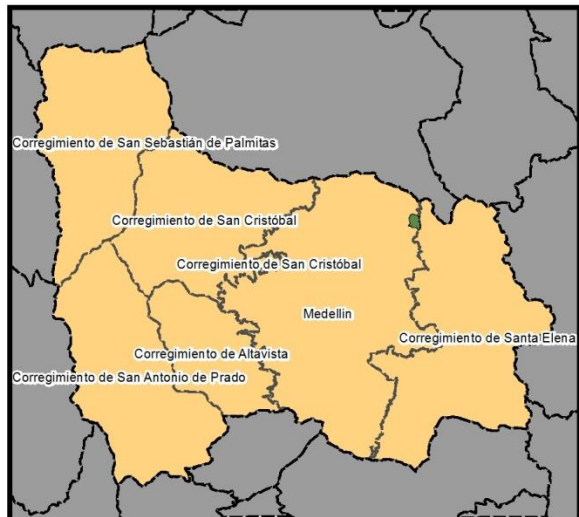 Corregimiento de San Sebastián de Palmitas
Corregimiento de San Cristóbal
Corregimiento de San Cristóbal
Medellin
Corregimiento de Santa Elena
Corregimiento de Altavista
Corregimiento de San Antonio de Prado